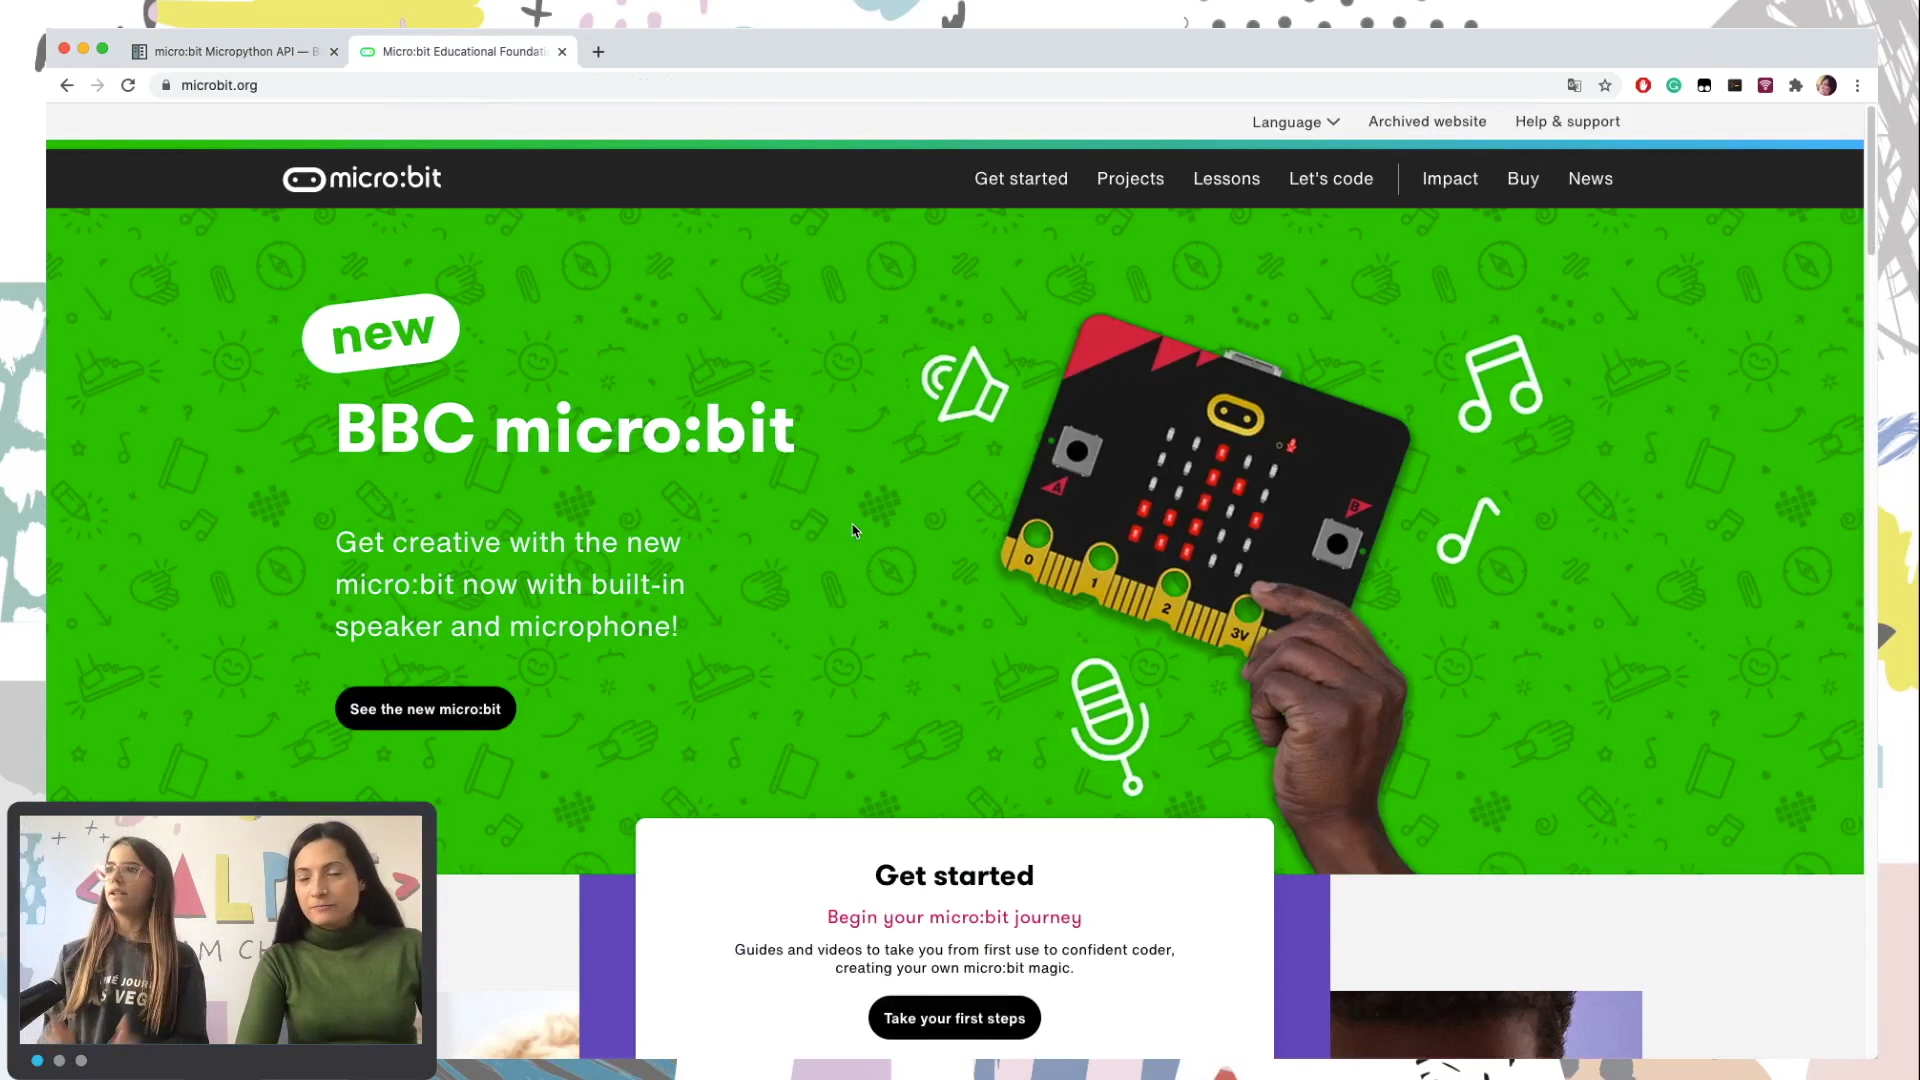 micro:bit Micropython API — B
Micro:bit Educational Foundati
microbit.org
Language
Archived website
Help & support
micro:bit
Get started
Projects
Lessons
Let's code
Impact
Buy
News
new
BBC micro:bit
Get creative with the new
micro:bit now with built-in
speaker and microphone!
See the new micro:bit
A
B
0
1
2
3V
Get started
Begin your micro:bit journey
Guides and videos to take you from first use to confident coder,
creating your own micro:bit magic.
Take your first steps